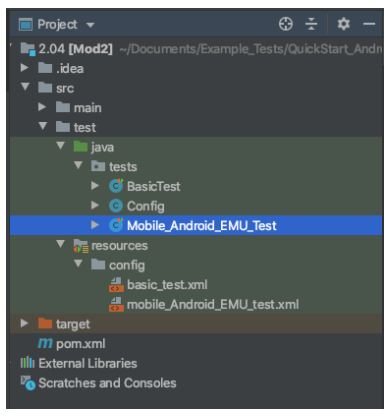 Project
2.04 [Mod2] ~/Documents/Example_Tests/QuickStart_Andr
.idea
src
main
test
java
tests
BasicTest
Config
Mobile_Android_EMU_Test
resources
config
basic_test.xml
mobile_Android_EMU_test.xml
target
m pom.xml
External Libraries
Scratches and Consoles